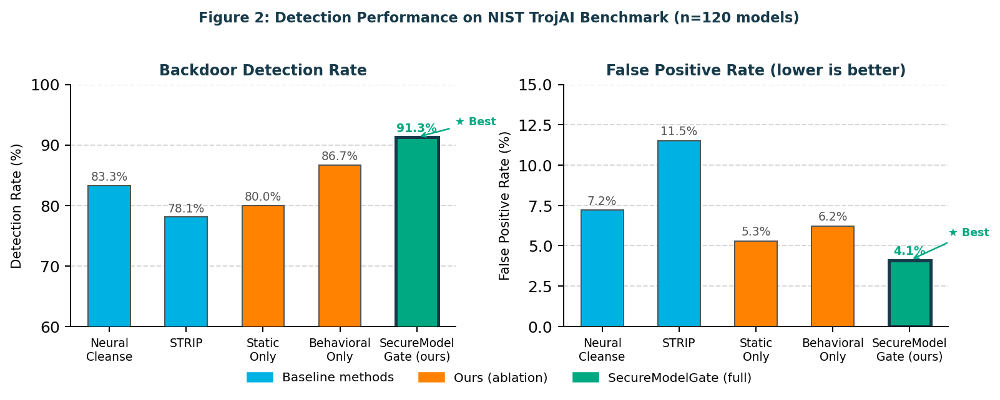 Figure 2: Detection Performance on NIST TrojAI Benchmark (n=120 models)
Backdoor Detection Rate
Detection Rate (%)
100
90
80
70
60
83.3%
78.1%
80.0%
86.7%
91.3%
★ Best
Neural
Cleanse
STRIP
Static
Only
Behavioral
Only
SecureModel
Gate (ours)
False Positive Rate (lower is better)
False Positive Rate (%)
15.0
12.5
10.0
7.5
5.0
2.5
0.0
7.2%
11.5%
5.3%
6.2%
4.1%
★ Best
Neural
Cleanse
STRIP
Static
Only
Behavioral
Only
SecureModel
Gate (ours)
Baseline methods
Ours (ablation)
SecureModelGate (full)